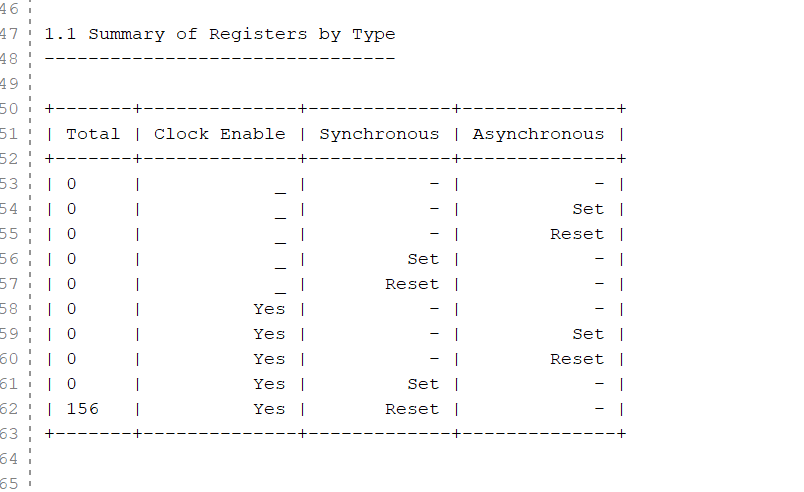 46
47 1.1 Summary of Registers by Type
48 --------------------------------
49
50 +-------+--------------+-------------+--------------+
51 | Total | Clock Enable | Synchronous | Asynchronous |
52 +-------+--------------+-------------+--------------+
53 | 0     |            _ |           - |            - |
54 | 0     |            _ |           - |          Set |
55 | 0     |            _ |           - |        Reset |
56 | 0     |            _ |         Set |            - |
57 | 0     |            _ |       Reset |            - |
58 | 0     |          Yes |           - |            - |
59 | 0     |          Yes |           - |          Set |
60 | 0     |          Yes |           - |        Reset |
61 | 0     |          Yes |         Set |            - |
62 | 156   |          Yes |       Reset |            - |
63 +-------+--------------+-------------+--------------+
64
65